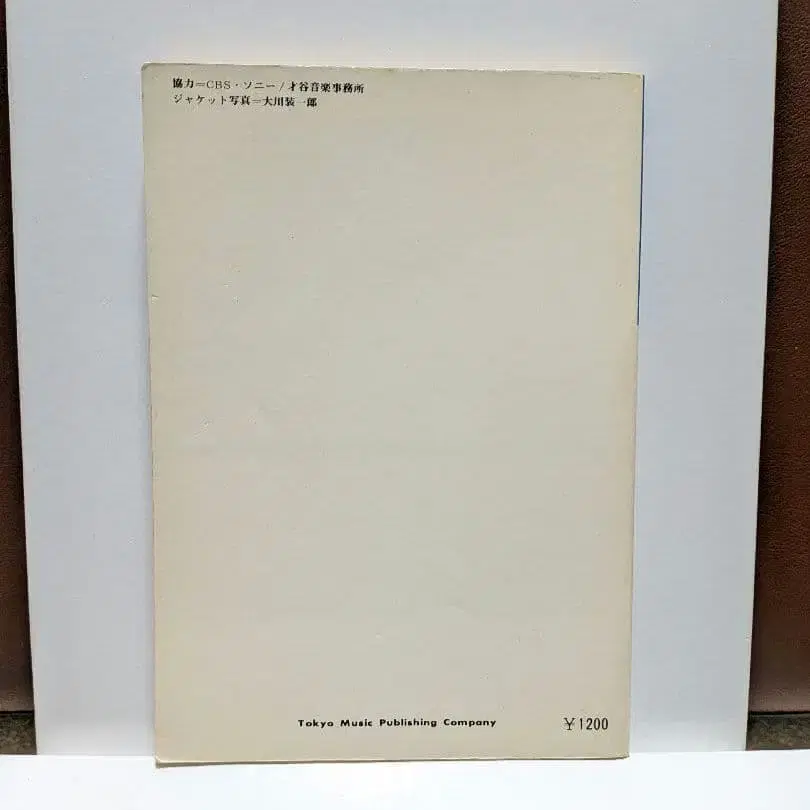 協力=CBS・ソニー/才谷音楽事務所
ジャケット写真=大川装一郎
Tokyo Music Publishing Company
¥1200